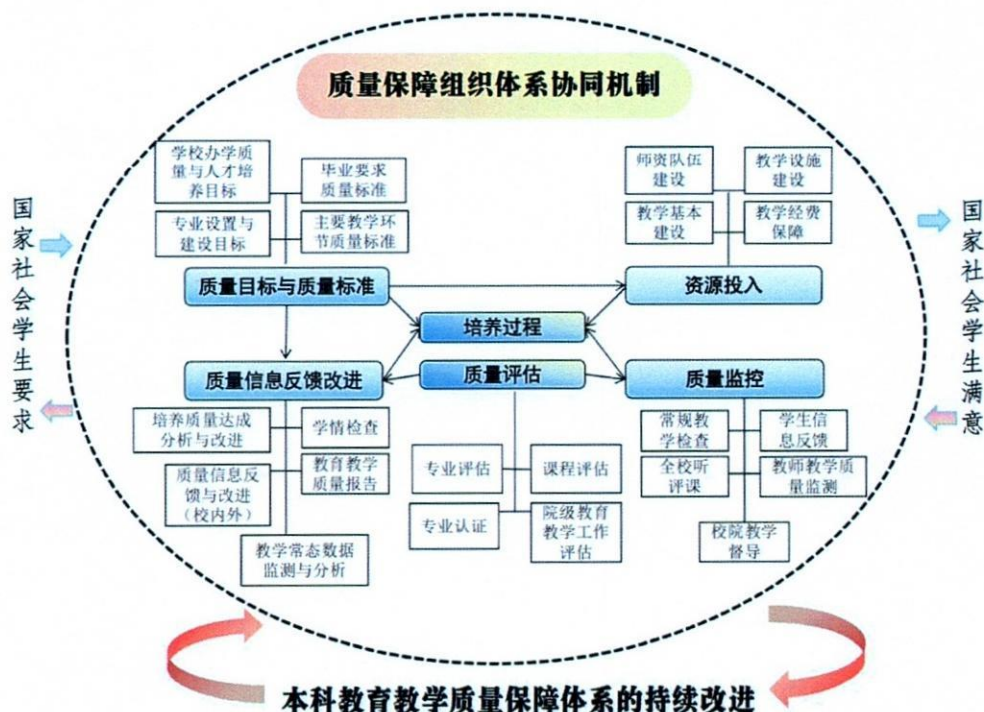 质量保障组织体系协同机制
学校办学质
量与人才培
养目标
毕业要求
质量标准
专业设置与
建设目标
主要教学环
节质量标准
师资队伍
建设
教学设施
建设
教学基本
建设
教学经费
保障
国家社会学生要求
国家社会学生满意
质量目标与质量标准
资源投入
培养过程
质量信息反馈改进
质量评估
质量监控
培养质量达成
分析与改进
学情检查
质量信息反
馈与改进
（校内外）
教育教学
质量报告
教学常态数据
监测与分析
专业评估
课程评估
专业认证
院级教育
教学工作
评估
常规教
学检查
学生信
息反馈
全校听
评课
教师教学质
量监测
校院教学
督导
本科教育教学质量保障体系的持续改进